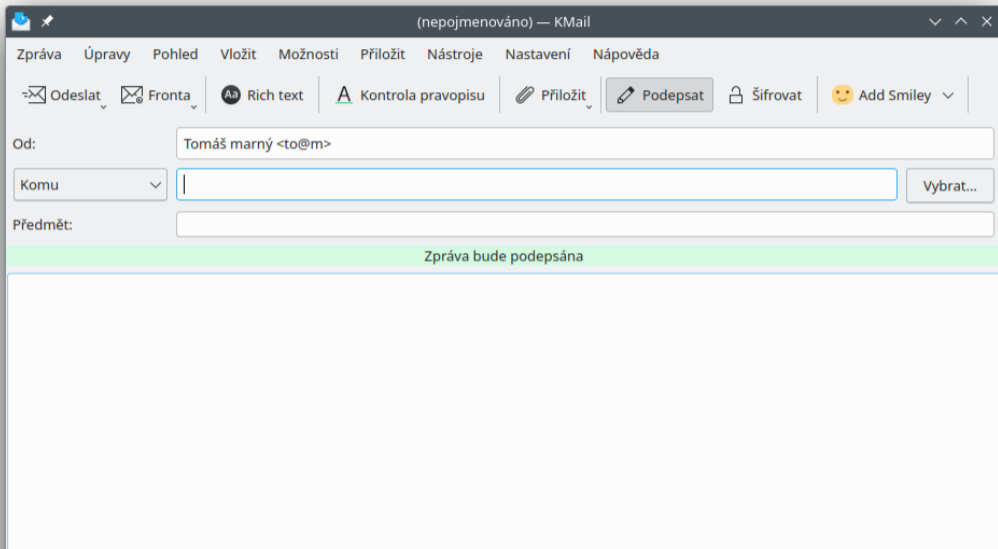 (nepojmenováno) — KMail
Zpráva Úpravy Pohled Vložit Možnosti Přiložit Nástroje Nastavení Nápověda
Odeslat Fronta Aa Rich text A Kontrola pravopisu Přiložit Podepsat Šifrovat Add Smiley
Od: Tomáš marný <to@m>
Komu Vybrat...
Předmět:
Zpráva bude podepsána